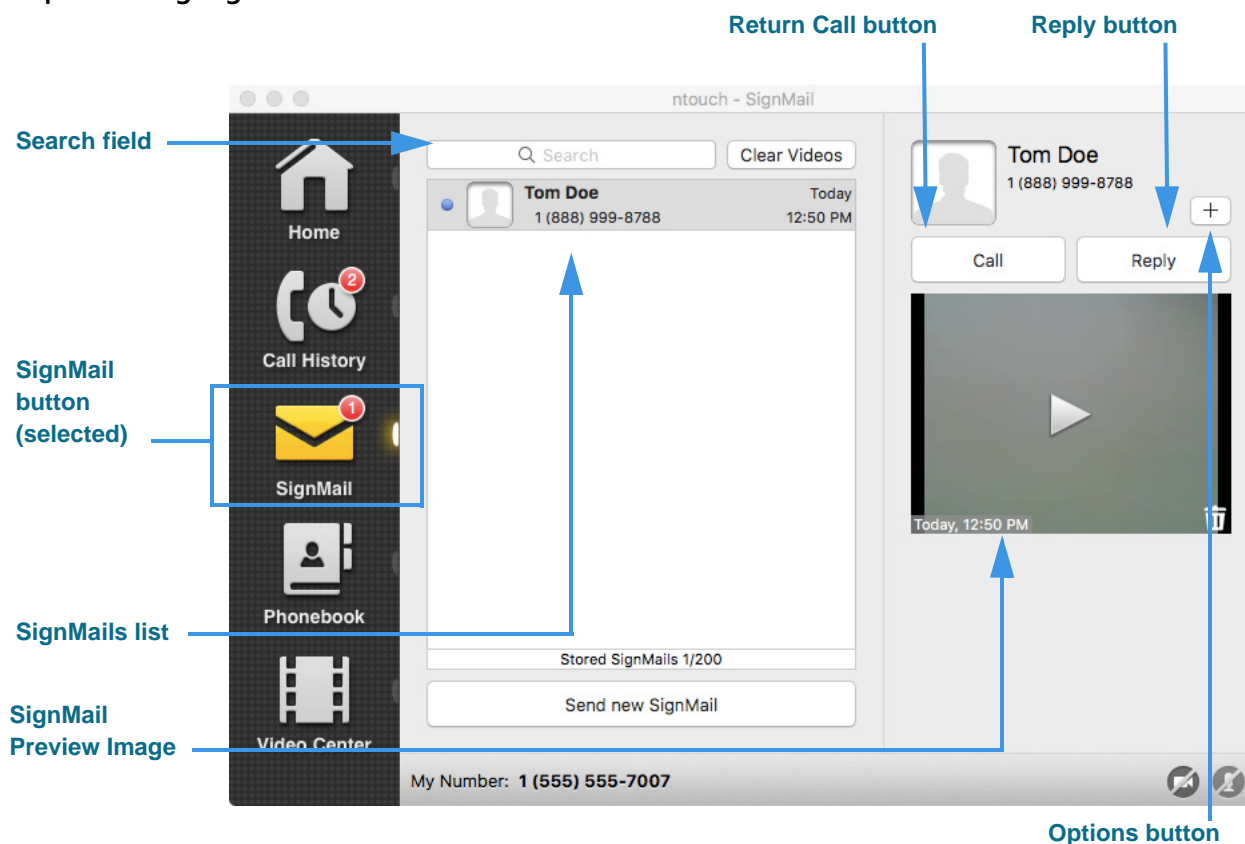 Return Call button
Reply button
ntouch - SignMail
Search field
Search
Clear Videos
Tom Doe
1 (888) 999-8788
Today
12:50 PM
Tom Doe
1 (888) 999-8788
+
Call
Reply
Home
2
Call History
SignMail
button
(selected)
1
SignMail
Today, 12:50 PM
Phonebook
SignMails list
Stored SignMails 1/200
Send new SignMail
SignMail
Preview Image
Video Center
My Number: 1 (555) 555-7007
Options button